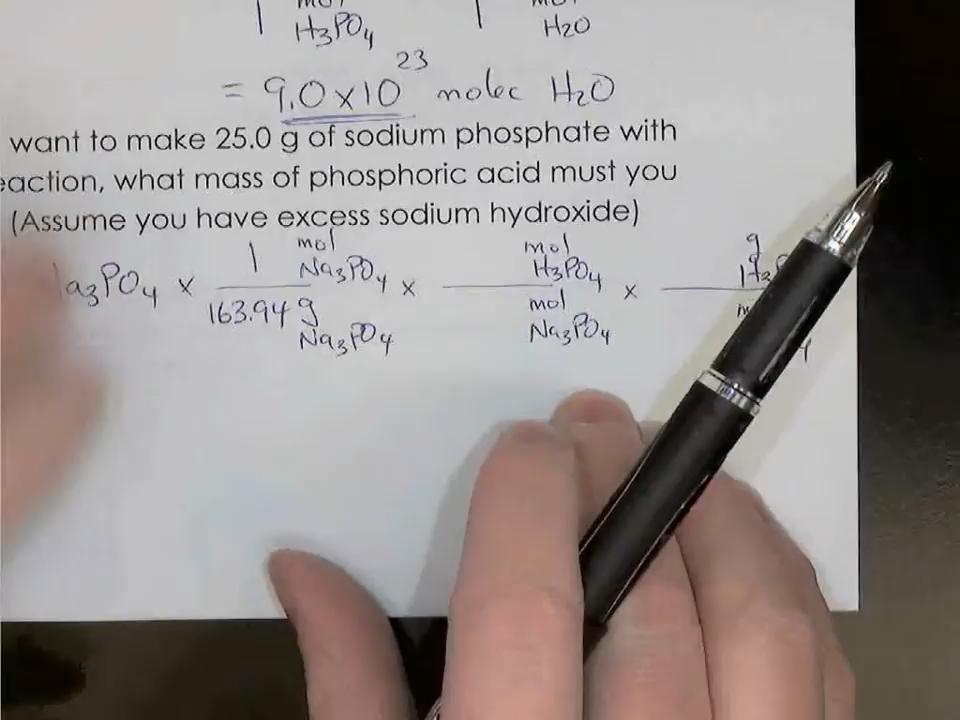 1 mol 1 mol
H3PO4 H2O
= 9.0 x 10^23 molec H2O
want to make 25.0 g of sodium phosphate with
eaction, what mass of phosphoric acid must you
(Assume you have excess sodium hydroxide)
mol mol g
a3PO4 x 1 Na3PO4 x H3PO4 x
163.94 g mol
Na3PO4 Na3PO4